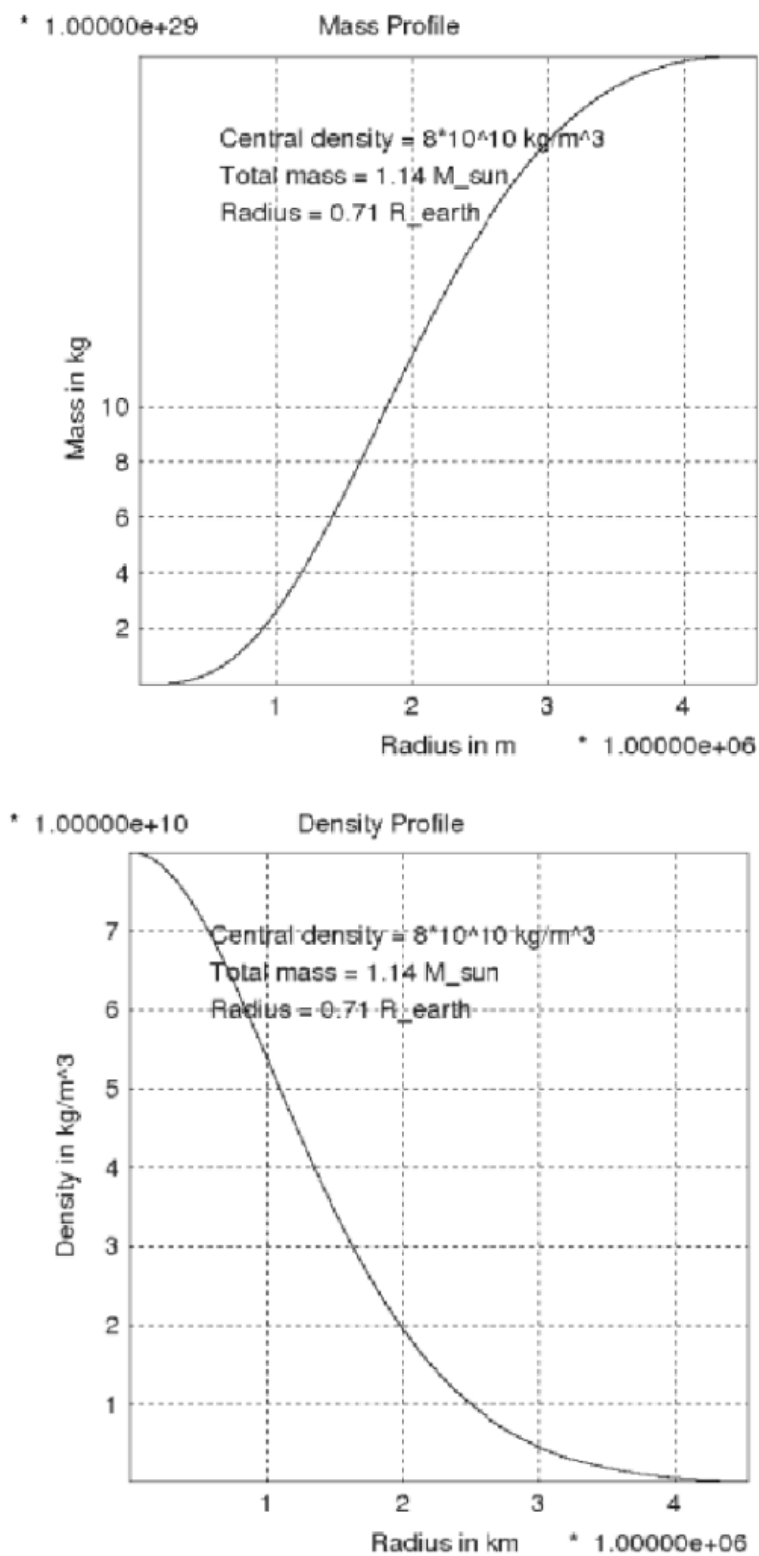 * 1.00000e+29 Mass Profile
Central density = 8*10^10 kg/m^3
Total mass = 1.14 M_sun
Radius = 0.71 R_earth
Mass in kg
10
8
6
4
2
1 2 3 4
Radius in m * 1.00000e+06
* 1.00000e+10 Density Profile
Central density = 8*10^10 kg/m^3
Total mass = 1.14 M_sun
Radius = 0.71 R_earth
Density in kg/m^3
7
6
5
4
3
2
1
1 2 3 4
Radius in km * 1.00000e+06